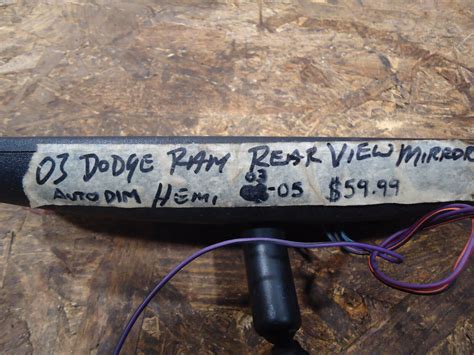 03 DODGE RAM REAR VIEW MIRROR
AUTO DIM HEMI 03-05 $59.99